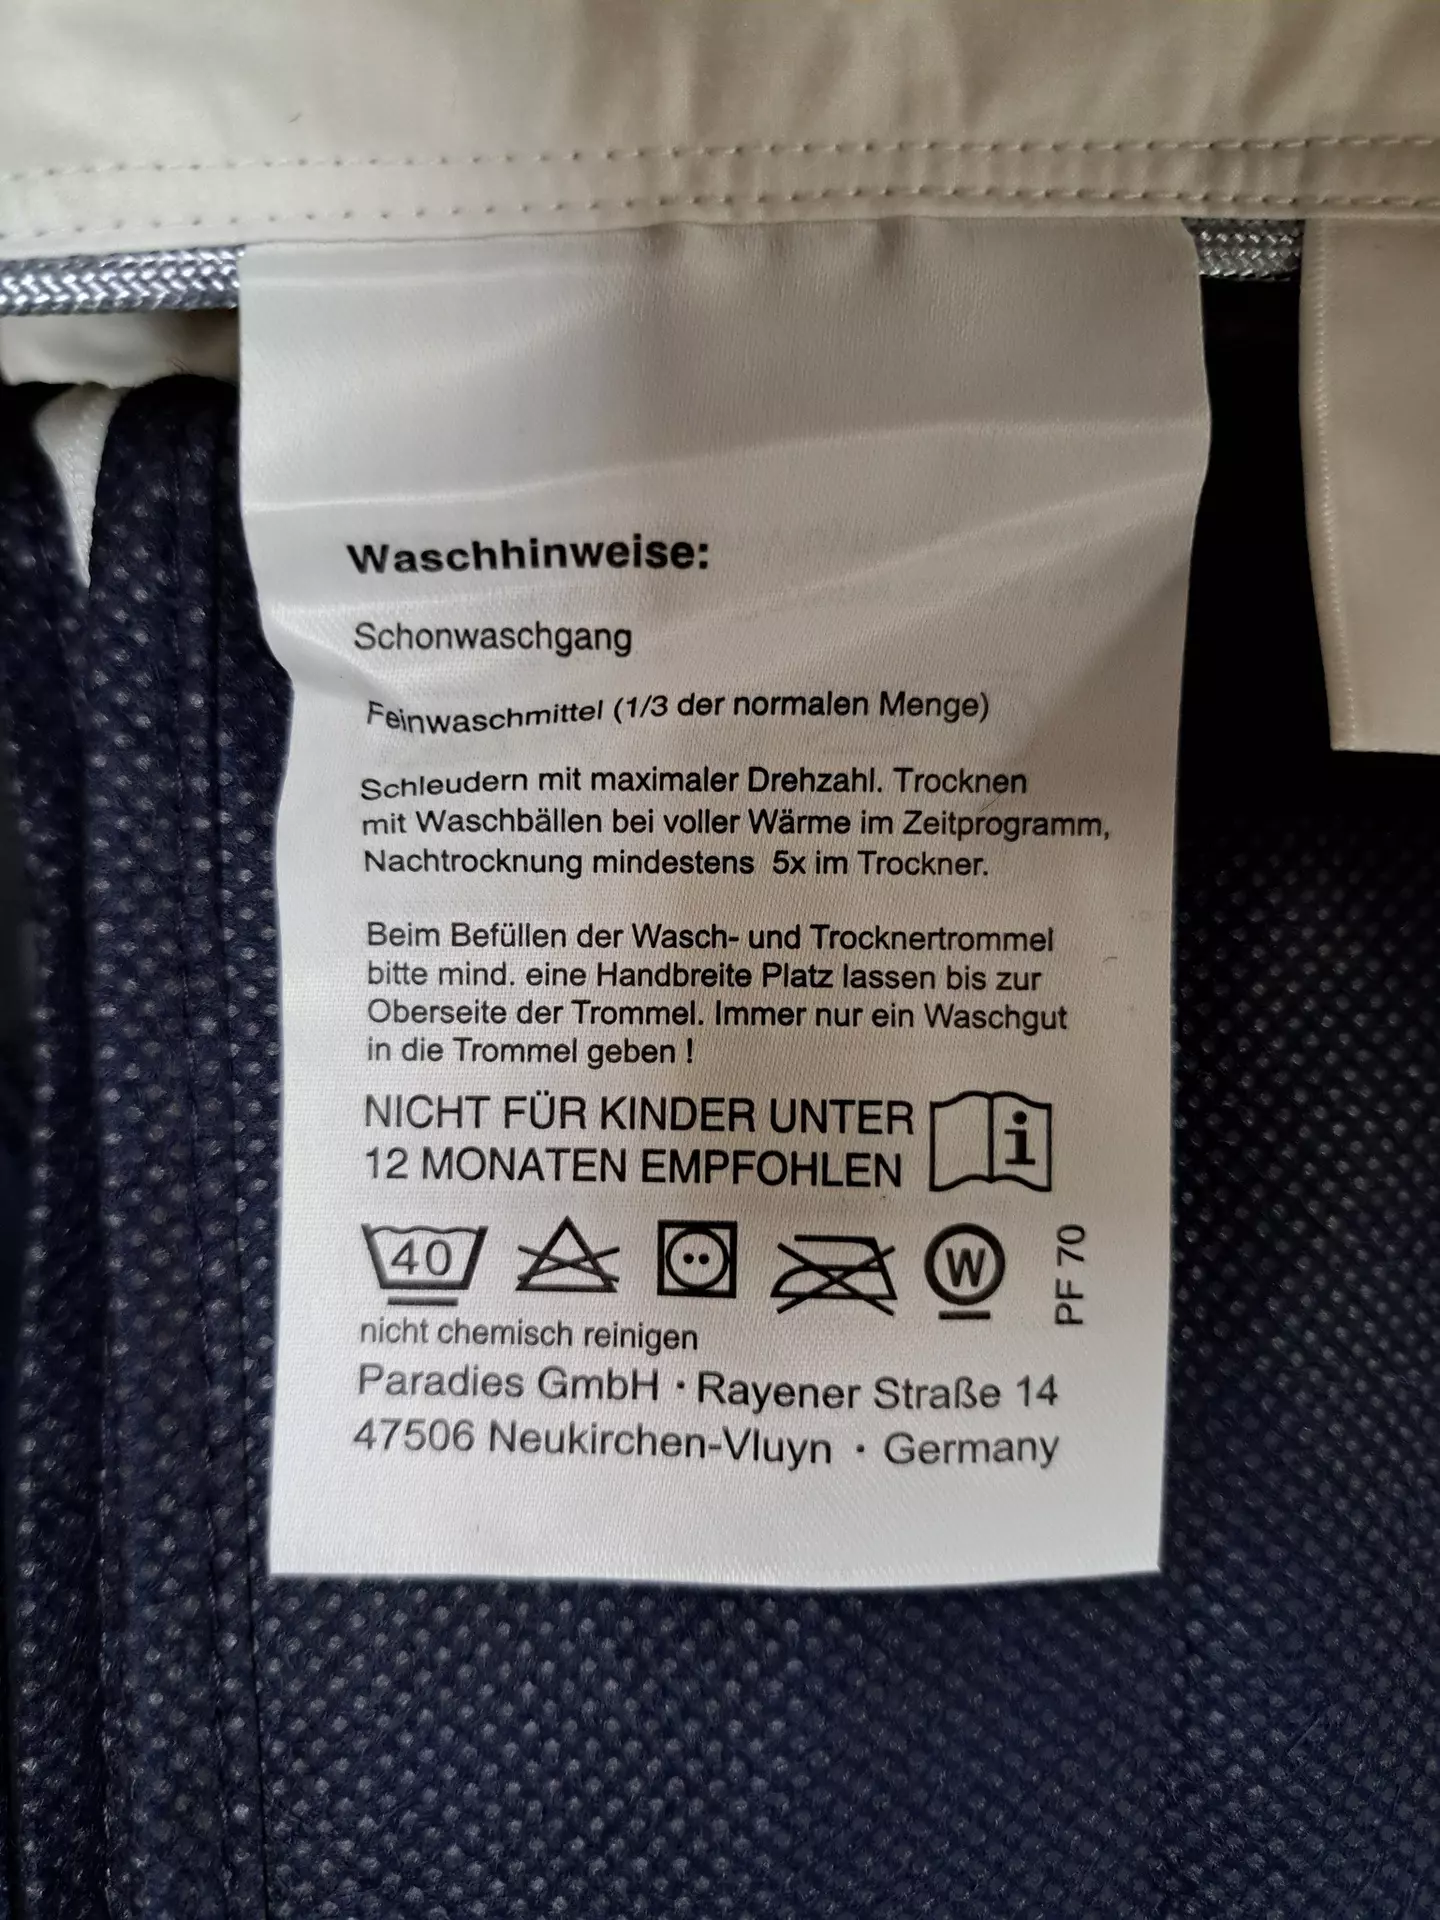 Waschhinweise:
Schonwaschgang
Feinwaschmittel (1/3 der normalen Menge)
Schleudern mit maximaler Drehzahl. Trocknen
mit Waschbällen bei voller Wärme im Zeitprogramm,
Nachtrocknung mindestens 5x im Trockner.
Beim Befüllen der Wasch- und Trocknertrommel
bitte mind. eine Handbreite Platz lassen bis zur
Oberseite der Trommel. Immer nur ein Waschgut
in die Trommel geben !
NICHT FÜR KINDER UNTER
12 MONATEN EMPFOHLEN
i
40
W
PF 70
nicht chemisch reinigen
Paradies GmbH · Rayener Straße 14
47506 Neukirchen-Vluyn · Germany